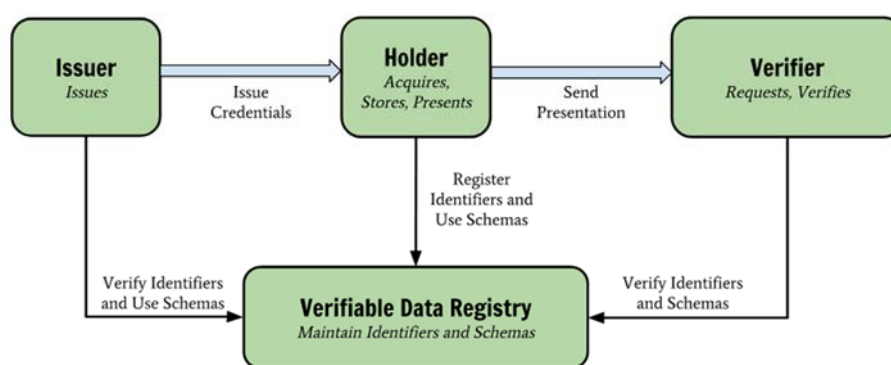 Issuer
Issues
Issue
Credentials
Holder
Acquires,
Stores, Presents
Send
Presentation
Verifier
Requests, Verifies
Register
Identifiers and
Use Schemas
Verify Identifiers
and Use Schemas
Verifiable Data Registry
Maintain Identifiers and Schemas
Verify Identifiers
and Schemas